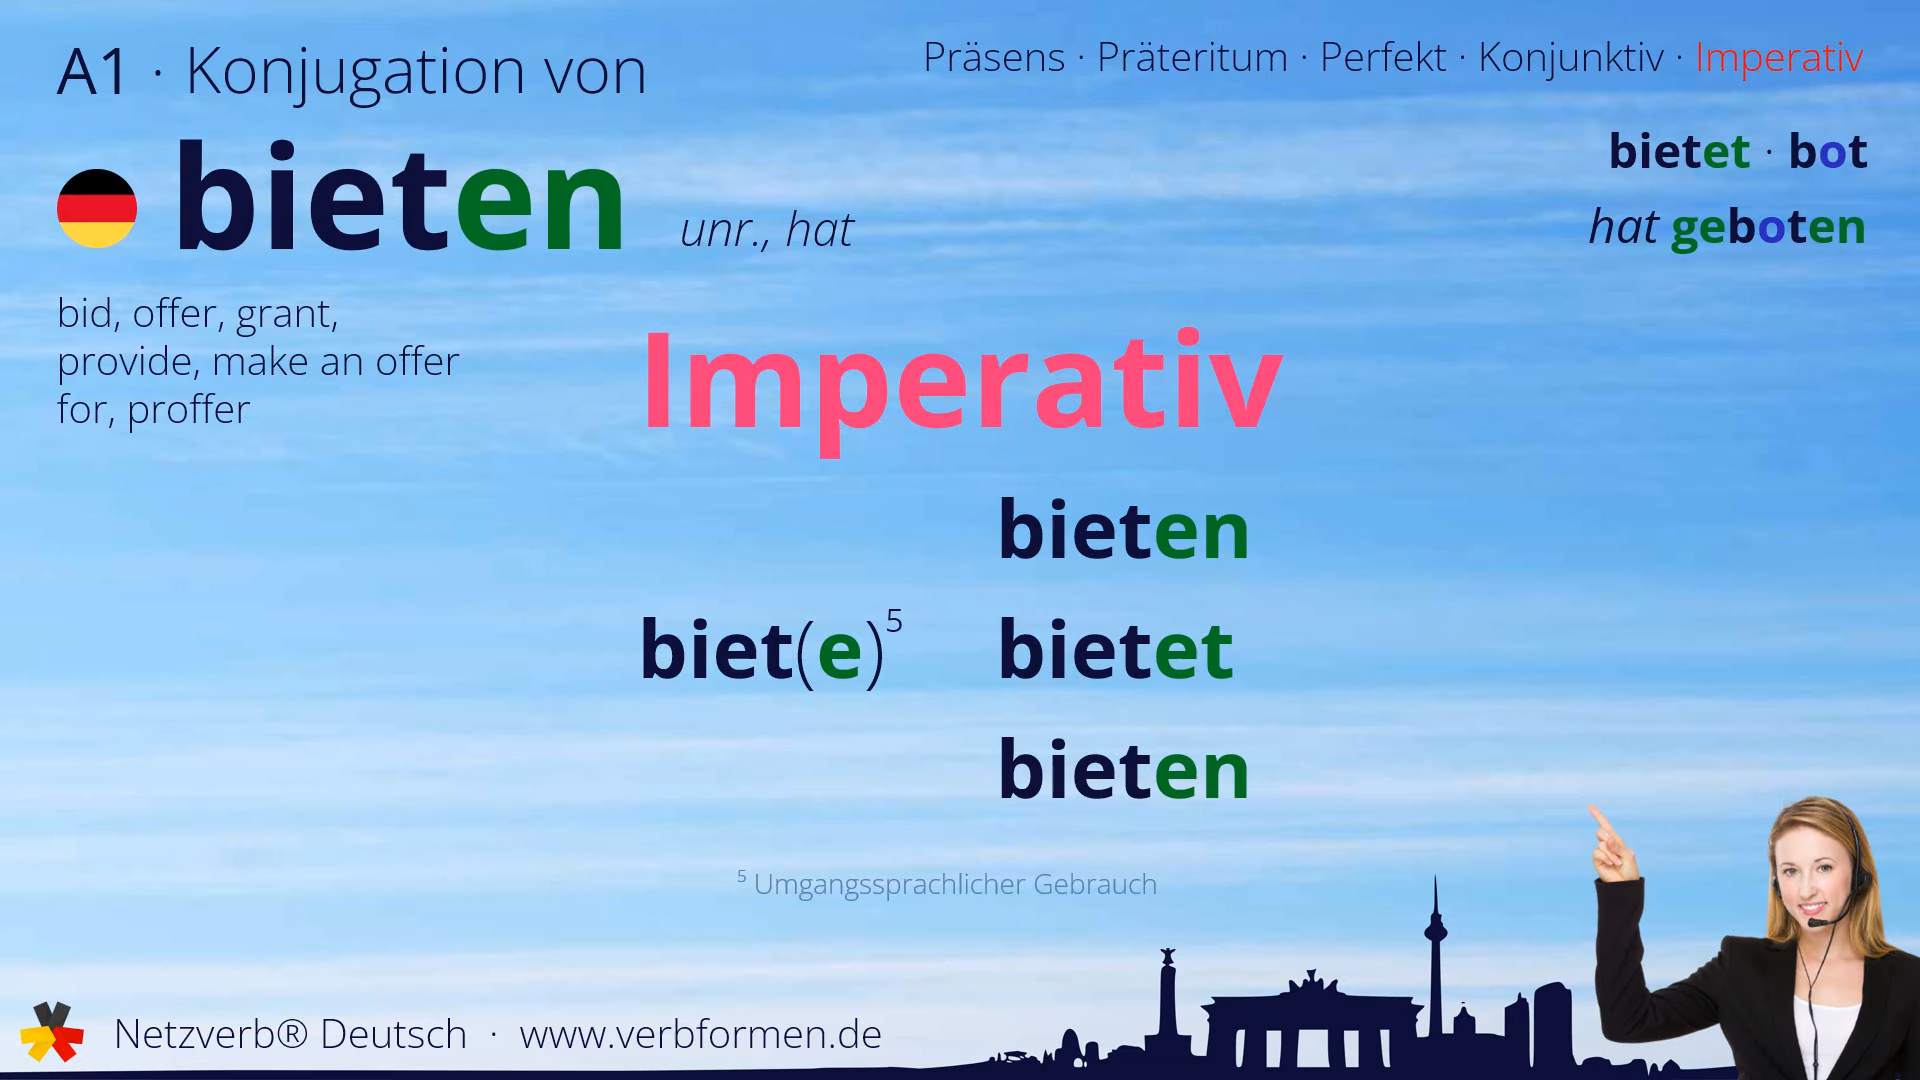 A1 · Konjugation von
Präsens · Präteritum · Perfekt · Konjunktiv · Imperativ
bieten unr., hat
bietet · bot
hat geboten
bid, offer, grant,
provide, make an offer
for, proffer
Imperativ
bieten
biet(e)⁵ bietet
bieten
⁵ Umgangssprachlicher Gebrauch
Netzverb® Deutsch · www.verbformen.de